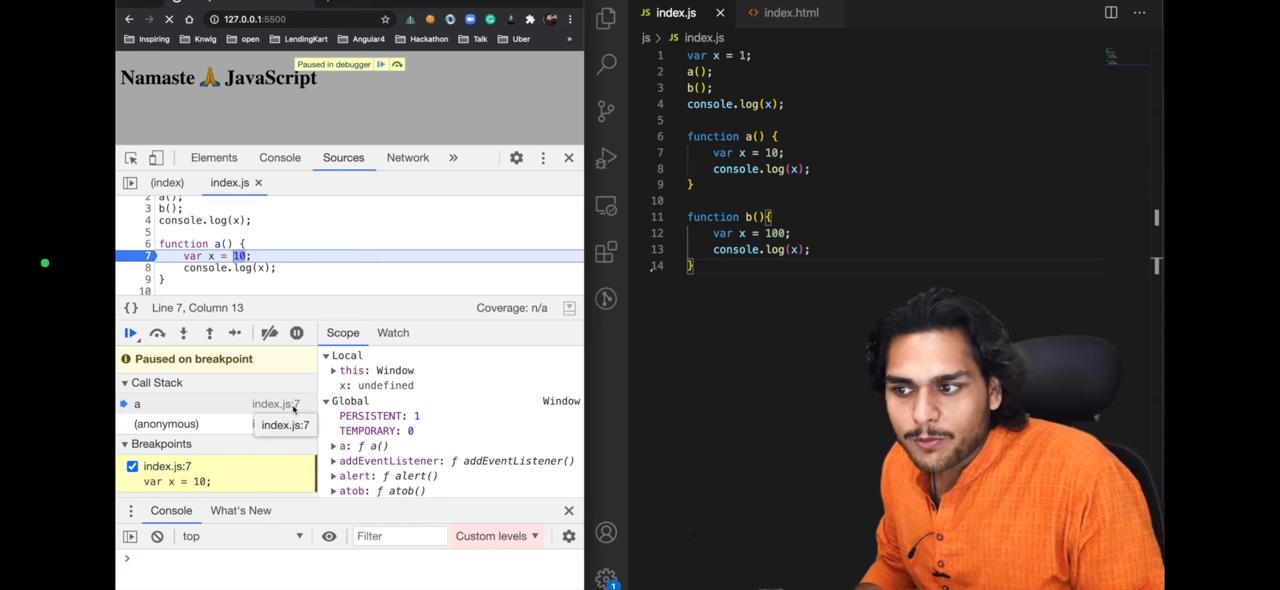 127.0.0.1:5500
Inspiring Knwlg open LendingKart Angular4 Hackathon Talk Uber »
Paused in debugger
Namaste 🙏 JavaScript
Elements Console Sources Network »
(index) index.js ×
2 a();
3 b();
4 console.log(x);
5
6 function a() {
7 var x = 10;
8 console.log(x);
9 }
10
{} Line 7, Column 13 Coverage: n/a
Scope Watch
Paused on breakpoint
Call Stack
a index.js:7
(anonymous)
index.js:7
Breakpoints
index.js:7
var x = 10;
Local
this: Window
x: undefined
Global Window
PERSISTENT: 1
TEMPORARY: 0
a: ƒ a()
addEventListener: ƒ addEventListener()
alert: ƒ alert()
atob: ƒ atob()
Console What's New
top Filter Custom levels
>
JS index.js × JS index.html
js > JS index.js
1 var x = 1;
2 a();
3 b();
4 console.log(x);
5
6 function a() {
7 var x = 10;
8 console.log(x);
9 }
10
11 function b(){
12 var x = 100;
13 console.log(x);
14 }
1